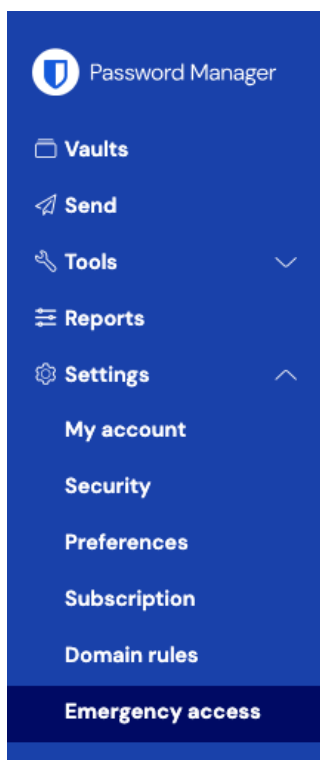 Password Manager
Vaults
Send
Tools
Reports
Settings
My account
Security
Preferences
Subscription
Domain rules
Emergency access